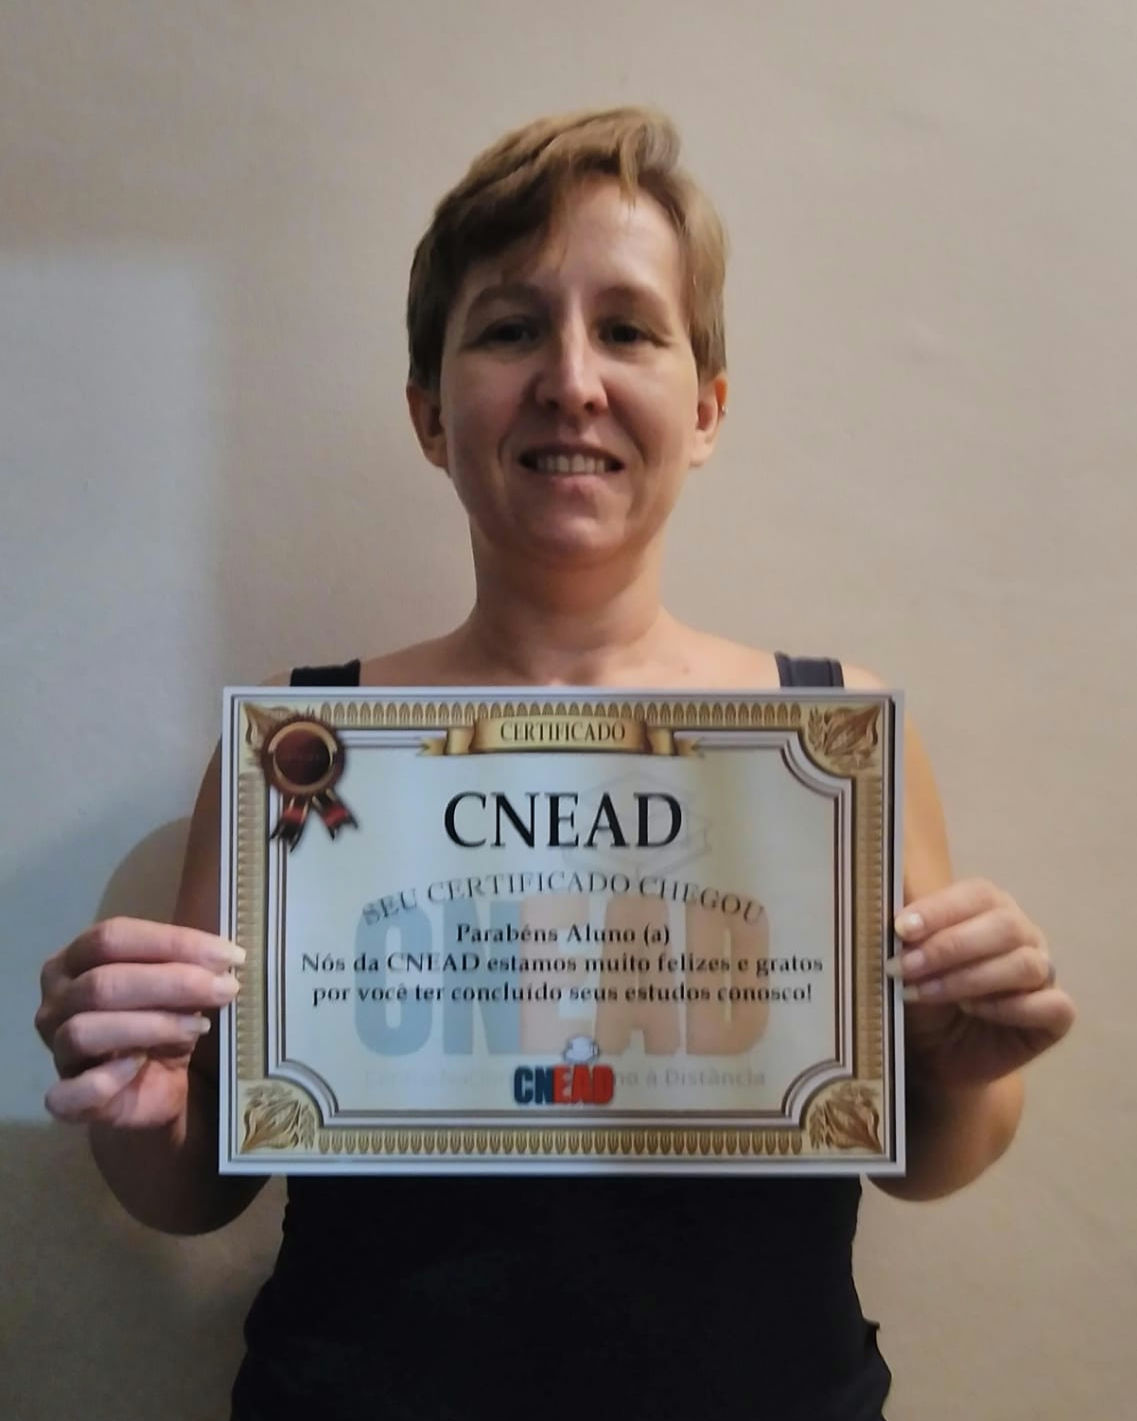 CERTIFICADO
CNEAD
SEU CERTIFICADO CHEGOU
Parabéns Aluno (a)
Nós da CNEAD estamos muito felizes e gratos
por você ter concluído seus estudos conosco!
CNEAD
CNEAD
à Distância